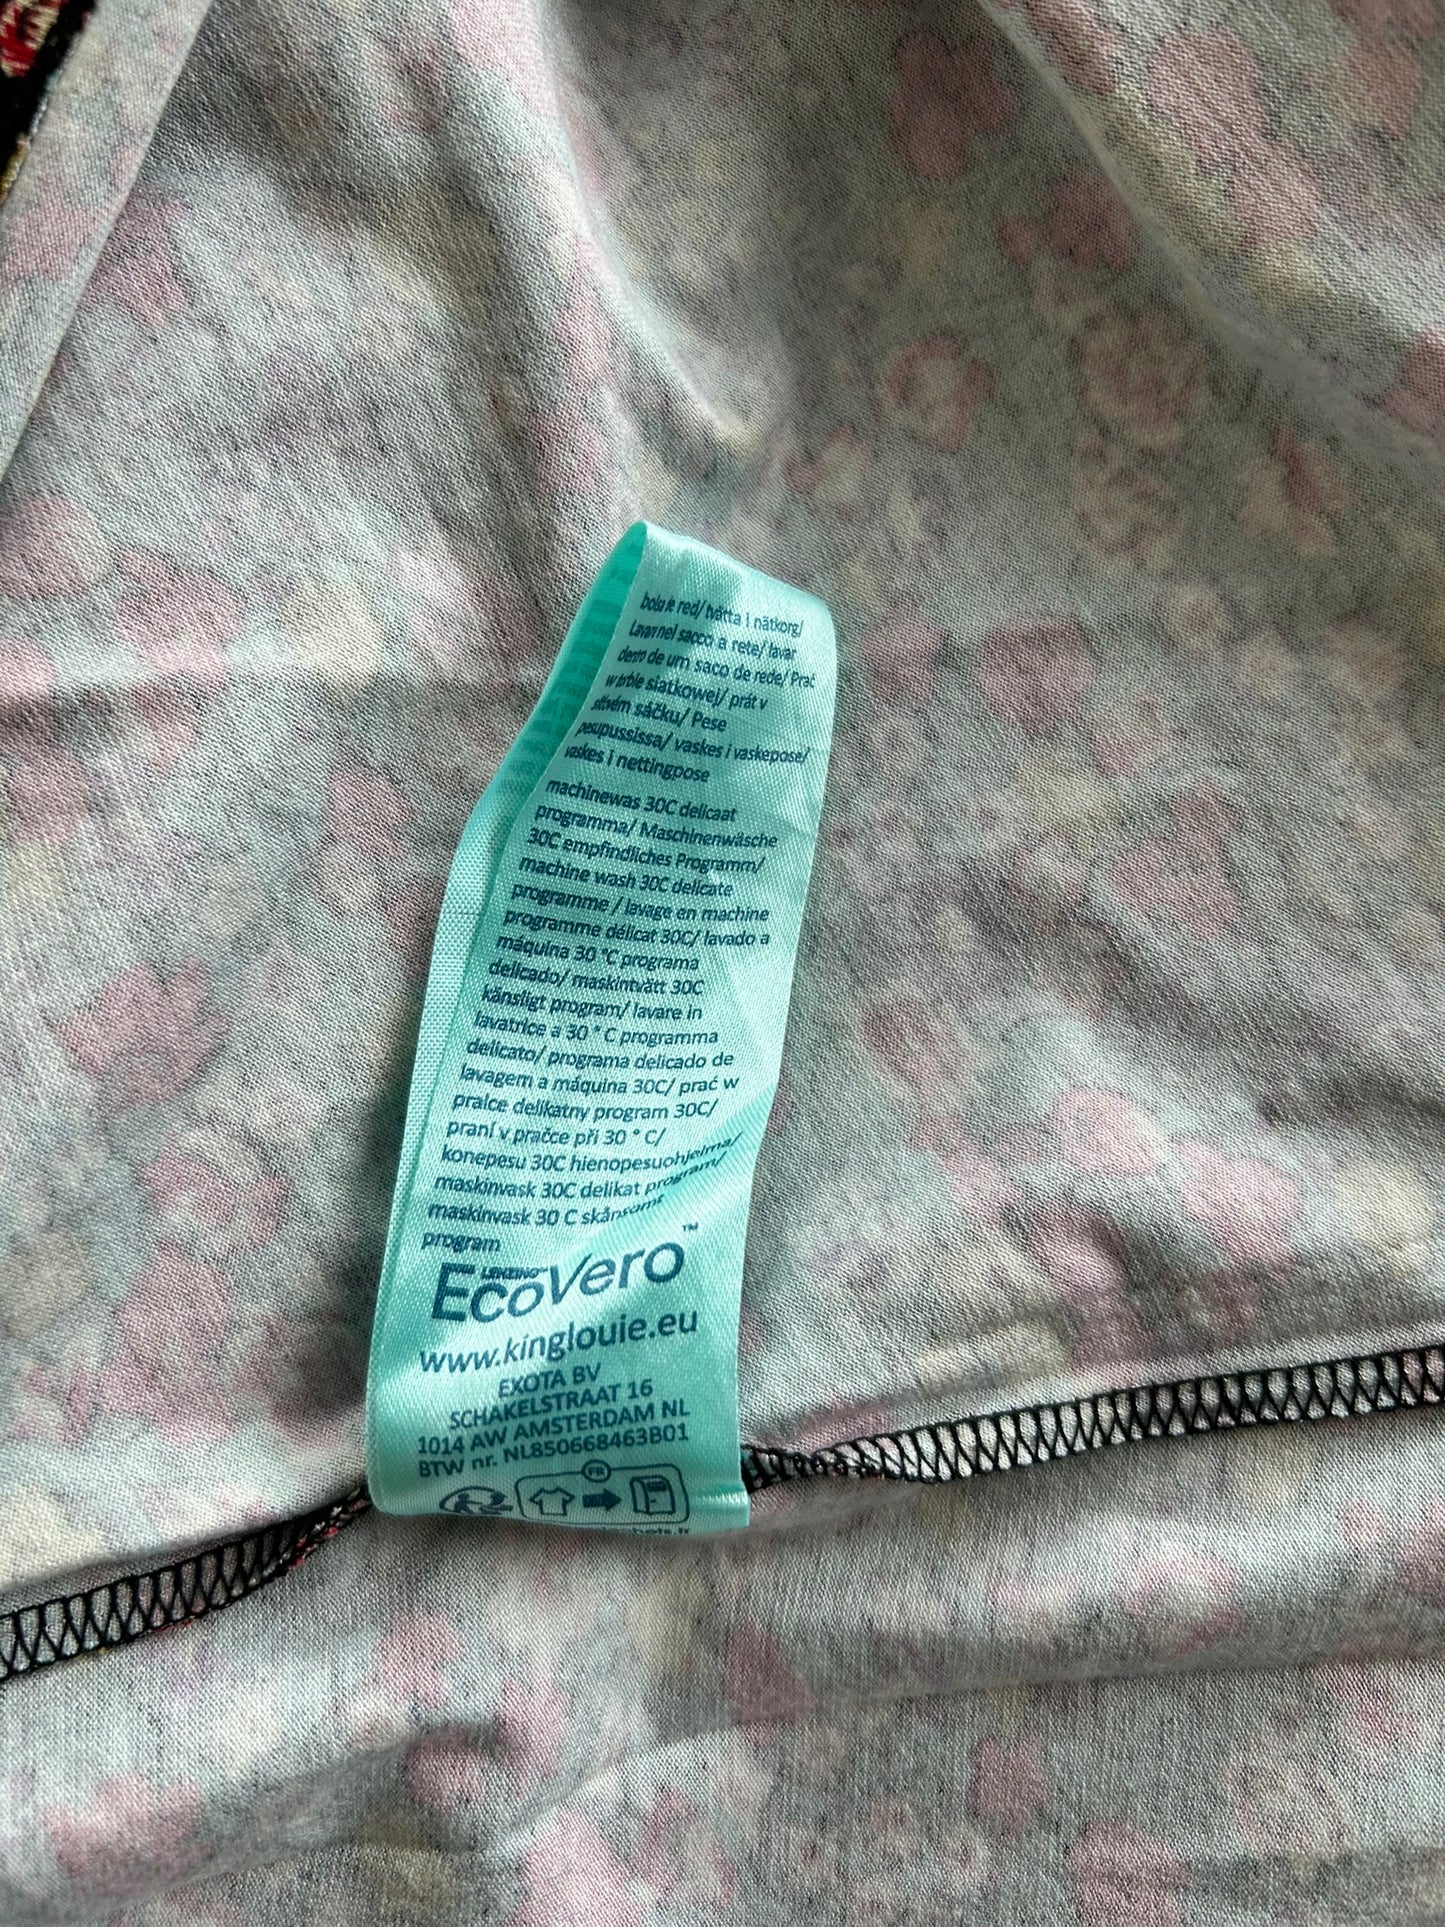 bolsa de red/ tvätta i nätkorg/
Lavar nel sacco a rete/ lavar
dentro de um saco de rede/ Prać
w torbie siatkowej/ prát v
síťovém sáčku/ Pese
pesupussissa/ vaskes i vaskepose/
vaskes i nettingpose
machinewas 30C delicaat
programma/ Maschinenwäsche
30C empfindliches Programm/
machine wash 30C delicate
programme / lavage en machine
programme délicat 30C/ lavado a
máquina 30 °C programa
delicado/ maskintvätt 30C
känsligt program/ lavare in
lavatrice a 30 ° C programma
delicato/ programa delicado de
lavagem a máquina 30C/ prać w
pralce delikatny program 30C/
praní v pračce při 30 ° C/
konepesu 30C hienopesuohjelma/
maskinvask 30C delikat program/
maskinvask 30 C skånsomt
program
LENZING™
EcoVero™
www.kinglouie.eu
EXOTA BV
SCHAKELSTRAAT 16
1014 AW AMSTERDAM NL
BTW nr. NL850668463B01
FR